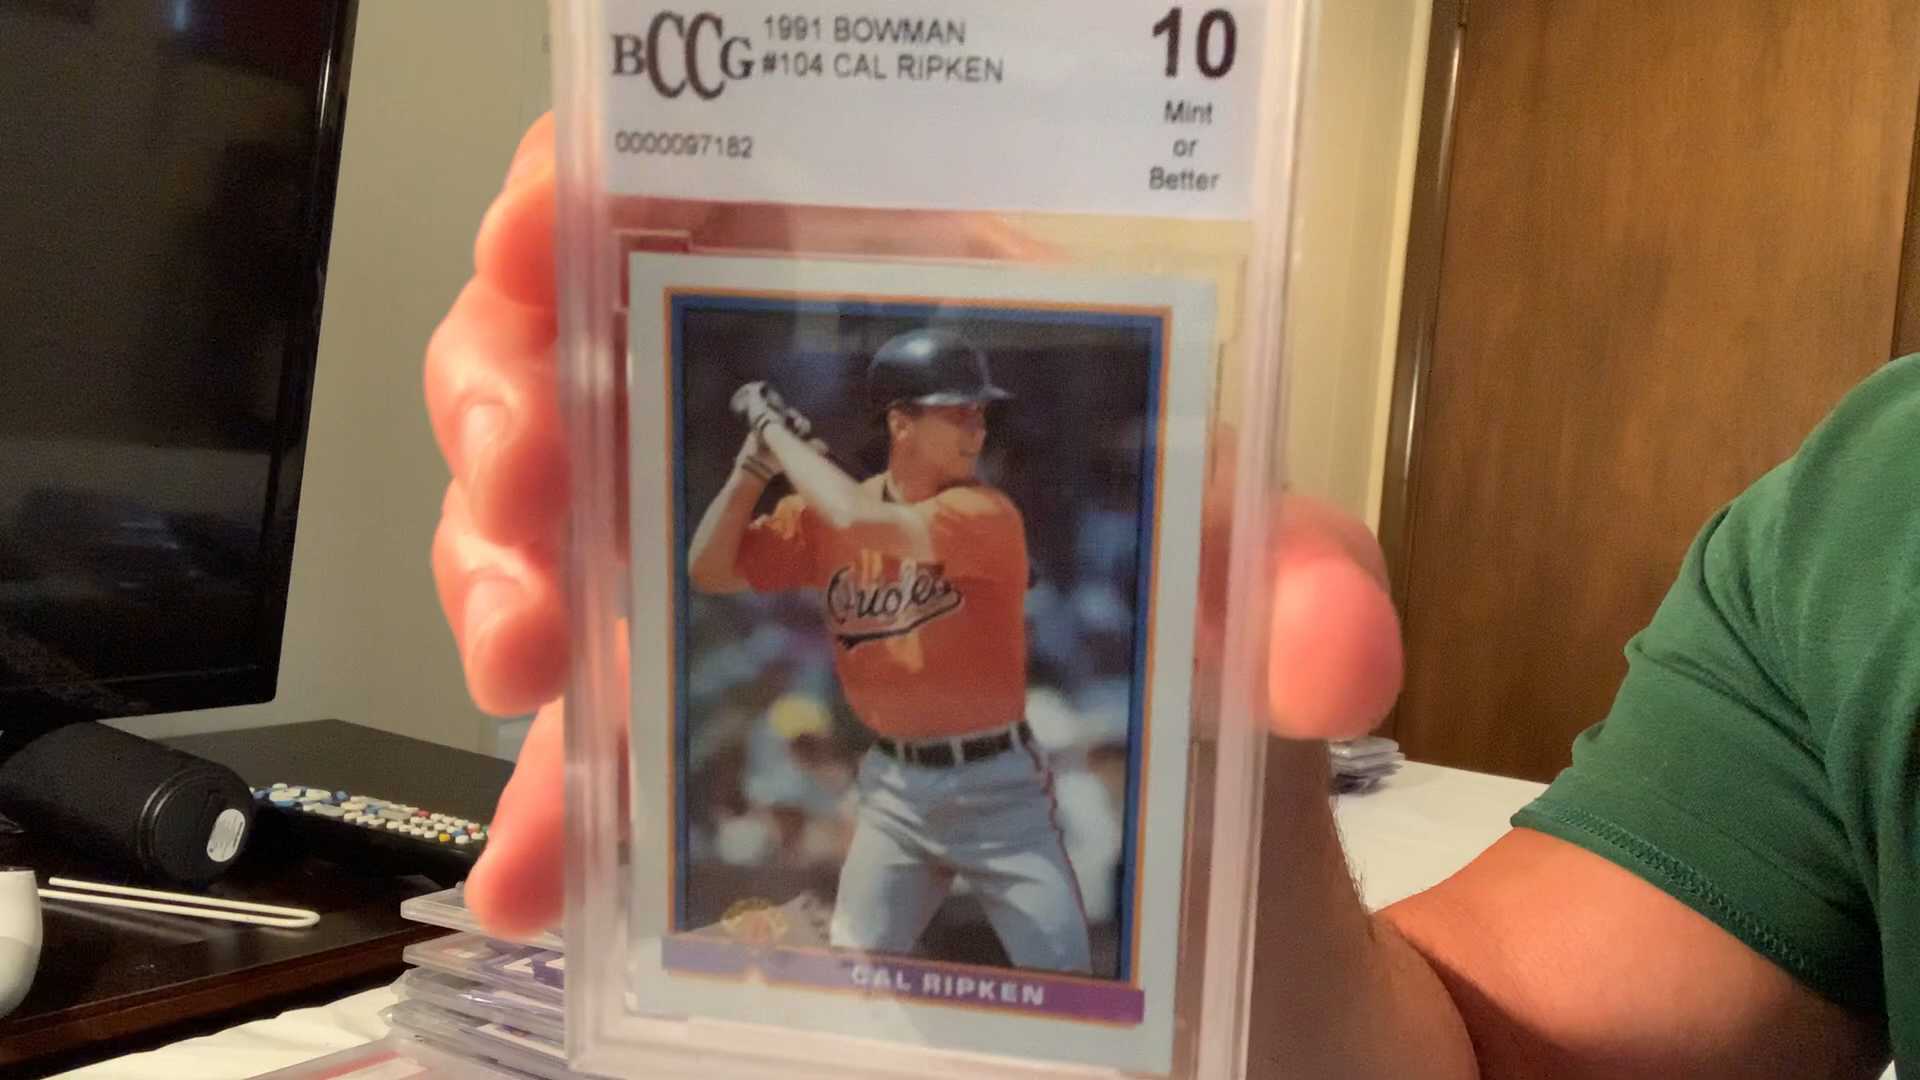 BCCG
1991 BOWMAN
#104 CAL RIPKEN
10
Mint
or
Better
0000097182
Orioles
CAL RIPKEN